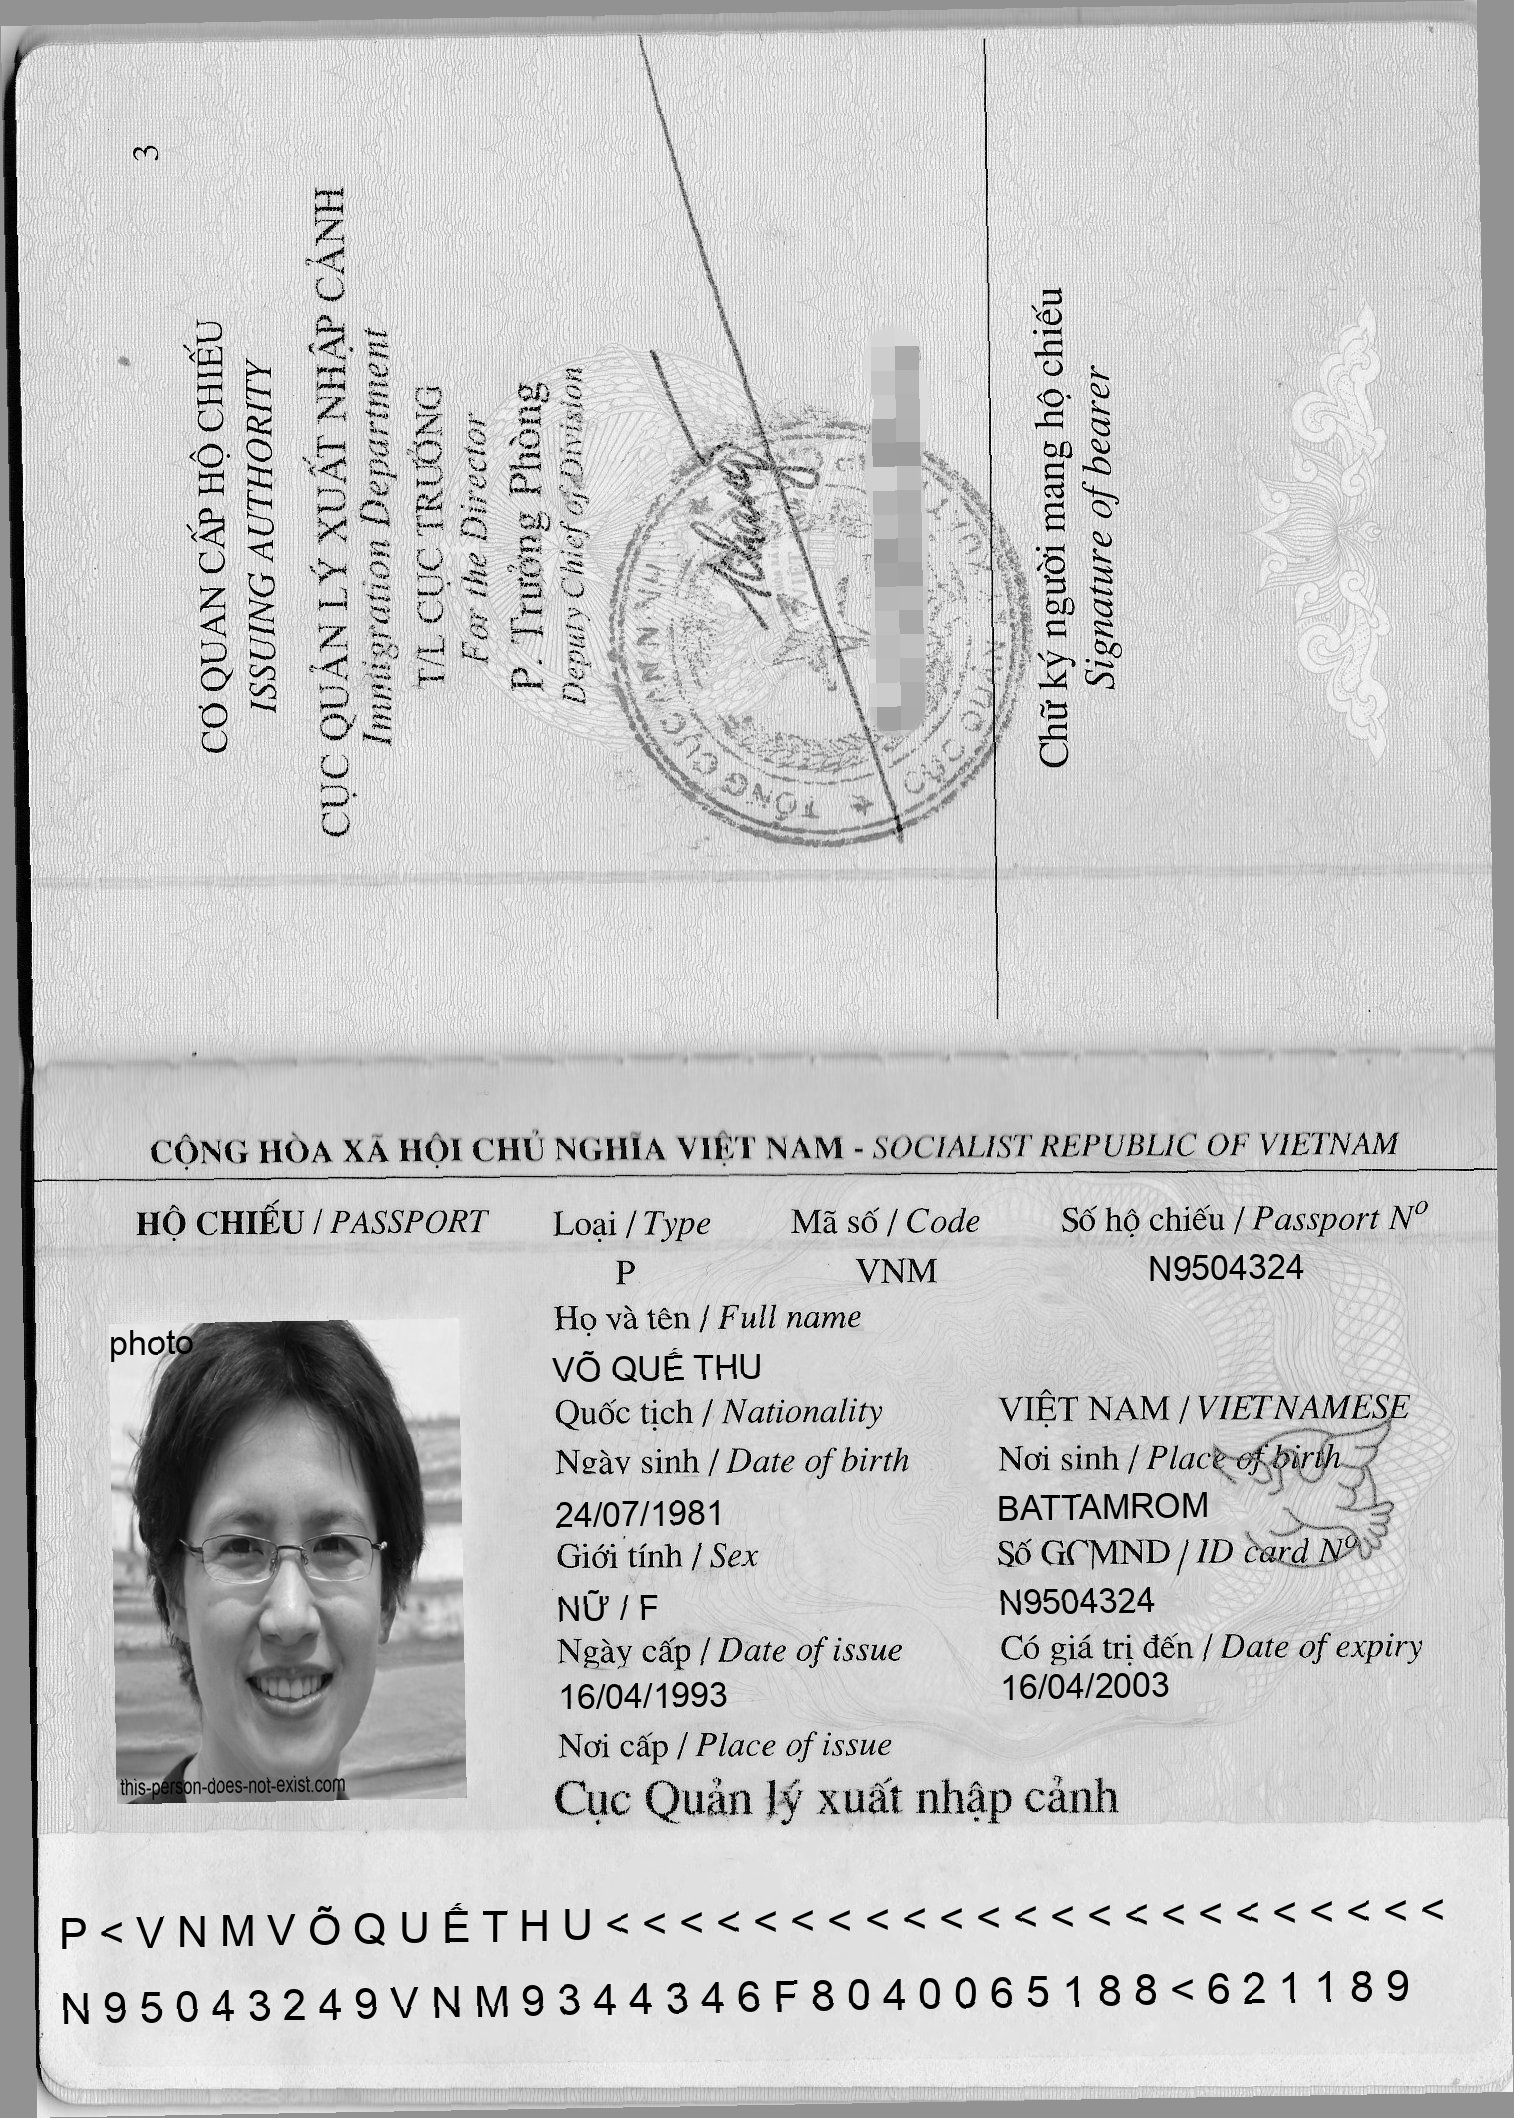 3
CƠ QUAN CẤP HỘ CHIẾU
ISSUING AUTHORITY
CỤC QUẢN LÝ XUẤT NHẬP CẢNH
Immigration Department
T/L CỤC TRƯỞNG
For the Director
P. Trưởng Phòng
Deputy Chief of Division
TỔNG CỤC AN NINH
Chữ ký người mang hộ chiếu
Signature of bearer
CỘNG HÒA XÃ HỘI CHỦ NGHĨA VIỆT NAM - SOCIALIST REPUBLIC OF VIETNAM
HỘ CHIẾU / PASSPORT Loại / Type Mã số / Code Số hộ chiếu / Passport Nº
P VNM N9504324
Họ và tên / Full name
photo
VÕ QUẾ THU
Quốc tịch / Nationality VIỆT NAM / VIETNAMESE
Ngày sinh / Date of birth Nơi sinh / Place of birth
24/07/1981 BATTAMROM
Giới tính / Sex Số GCMND / ID card Nº
NỮ / F N9504324
Ngày cấp / Date of issue Có giá trị đến / Date of expiry
16/04/1993 16/04/2003
Nơi cấp / Place of issue
this-person-does-not-exist.com
Cục Quản lý xuất nhập cảnh
P<VNMVÕQUẾTHU<<<<<<<<<<<<<<<<<<<<<<<
N95043249VNM9344346F8040065188<621189